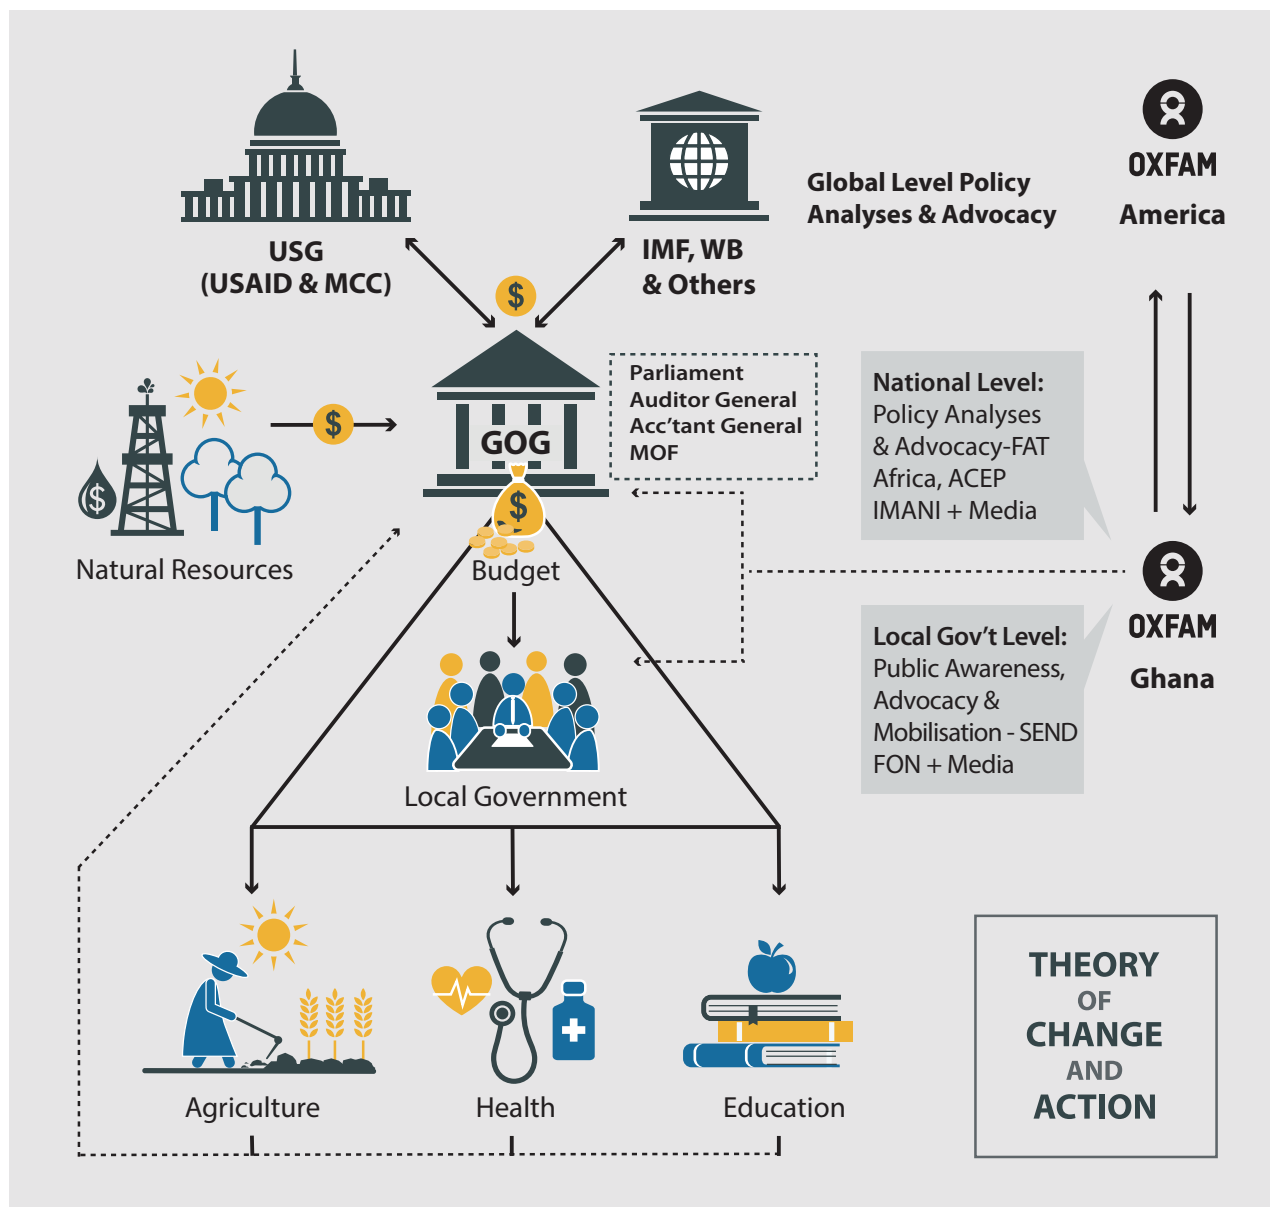 USG
(USAID & MCC)
IMF, WB
& Others
Global Level Policy
Analyses & Advocacy
OXFAM
America
$
$
$
Natural Resources
GOG
$
Budget
Parliament
Auditor General
Acc'tant General
MOF
National Level:
Policy Analyses
& Advocacy-FAT
Africa, ACEP
IMANI + Media
OXFAM
Ghana
Local Gov't Level:
Public Awareness,
Advocacy &
Mobilisation - SEND
FON + Media
Local Government
Agriculture
Health
Education
THEORY
OF
CHANGE
AND
ACTION